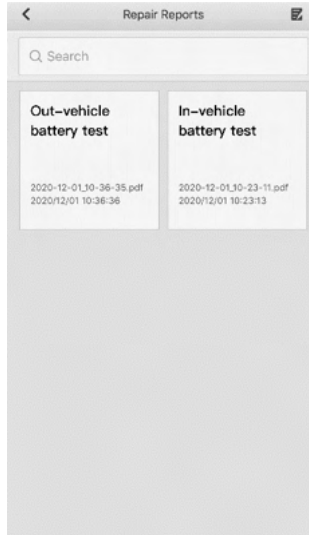 Repair Reports
Search
Out-vehicle
battery test
2020-12-01_10-36-35.pdf
2020/12/01 10:36:36
In-vehicle
battery test
2020-12-01_10-23-11.pdf
2020/12/01 10:23:13